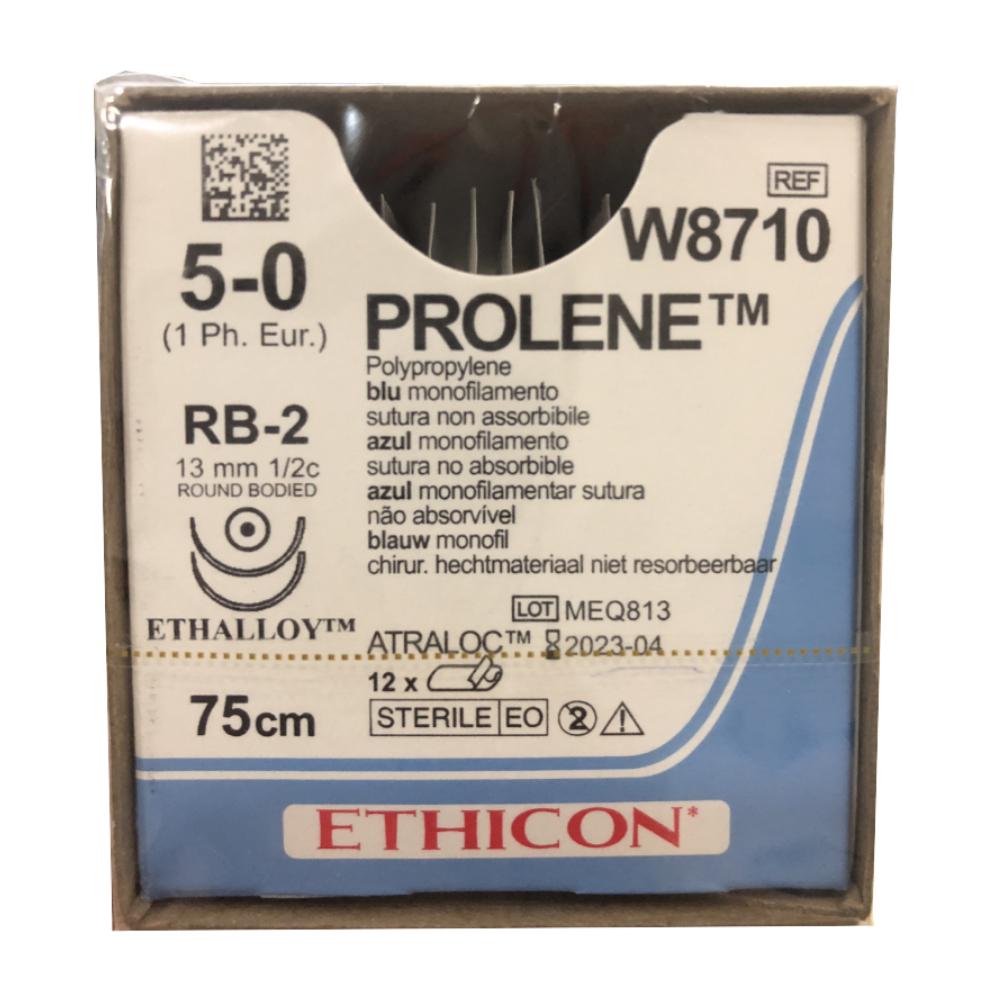 REF
W8710
5-0
(1 Ph. Eur.)
PROLENE™
Polypropylene
blu monofilamento
sutura non assorbibile
azul monofilamento
sutura no absorbible
azul monofilamentar sutura
não absorvível
blauw monofil
chirur. hechtmateriaal niet resorbeerbaar
RB-2
13 mm 1/2c
ROUND BODIED
ETHALLOY™
LOT MEQ813
ATRALOC™ 2023-04
12 x
75cm
STERILE EO 2
ETHICON*